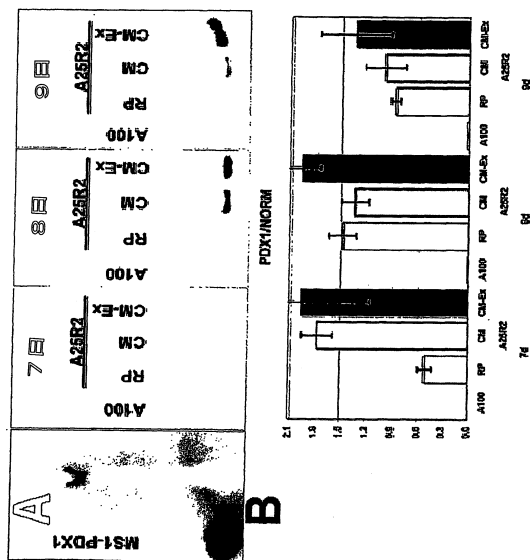 A
MS1-PDX1
7日
A25R2
A100 RP CM CM-Ex
8日
A25R2
A100 RP CM CM-Ex
9日
A25R2
A100 RP CM CM-Ex
B
PDX1/NORM
2.1
1.8
1.5
1.2
0.9
0.6
0.3
0.0
A100 RP CM CM-Ex A100 RP CM CM-Ex A100 RP CM CM-Ex
A25R2 A25R2 A25R2
7d 9d